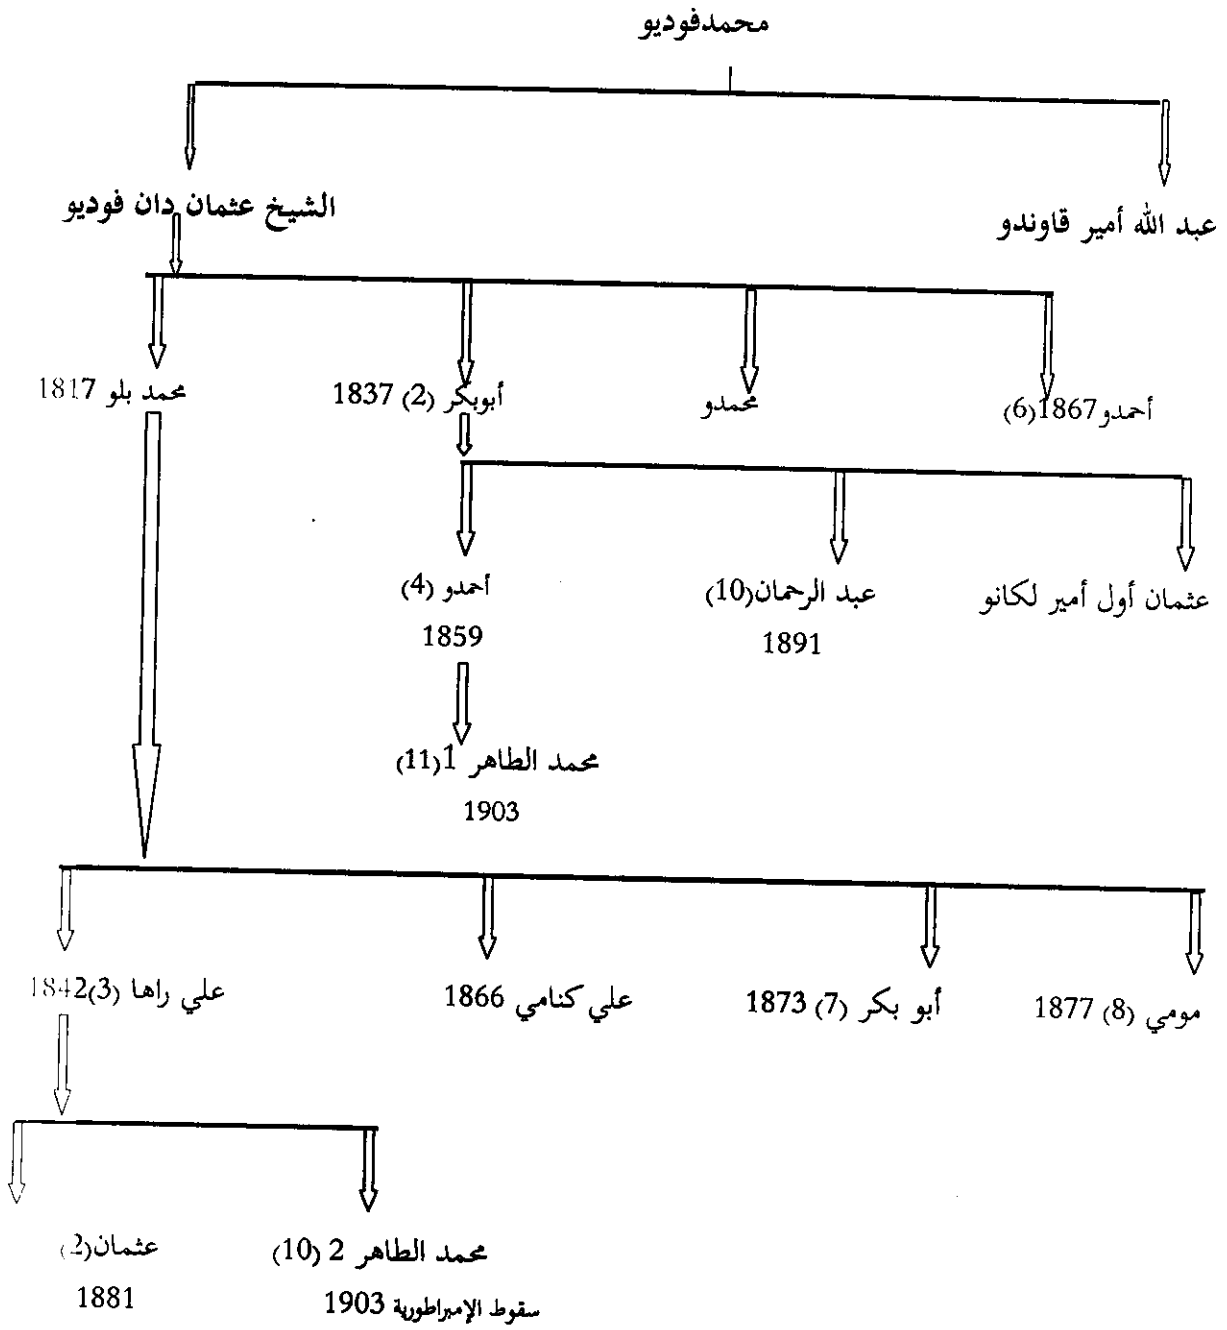 محمدفوديو
عبد الله أمير قاوندو
الشيخ عثمان دان فوديو
أحمدو 1867(6)
محمدو
أبوبكر (2) 1837
محمد بلو 1817
عثمان أول أمير لكانو
عبد الرحمان(10)
1891
أحمدو (4)
1859
محمد الطاهر 1(11)
1903
مومي (8) 1877
أبو بكر (7) 1873
علي كنامي 1866
علي راها (3)1842
محمد الطاهر 2 (10)
سقوط الإمبراطورية 1903
عثمان(2)
1881